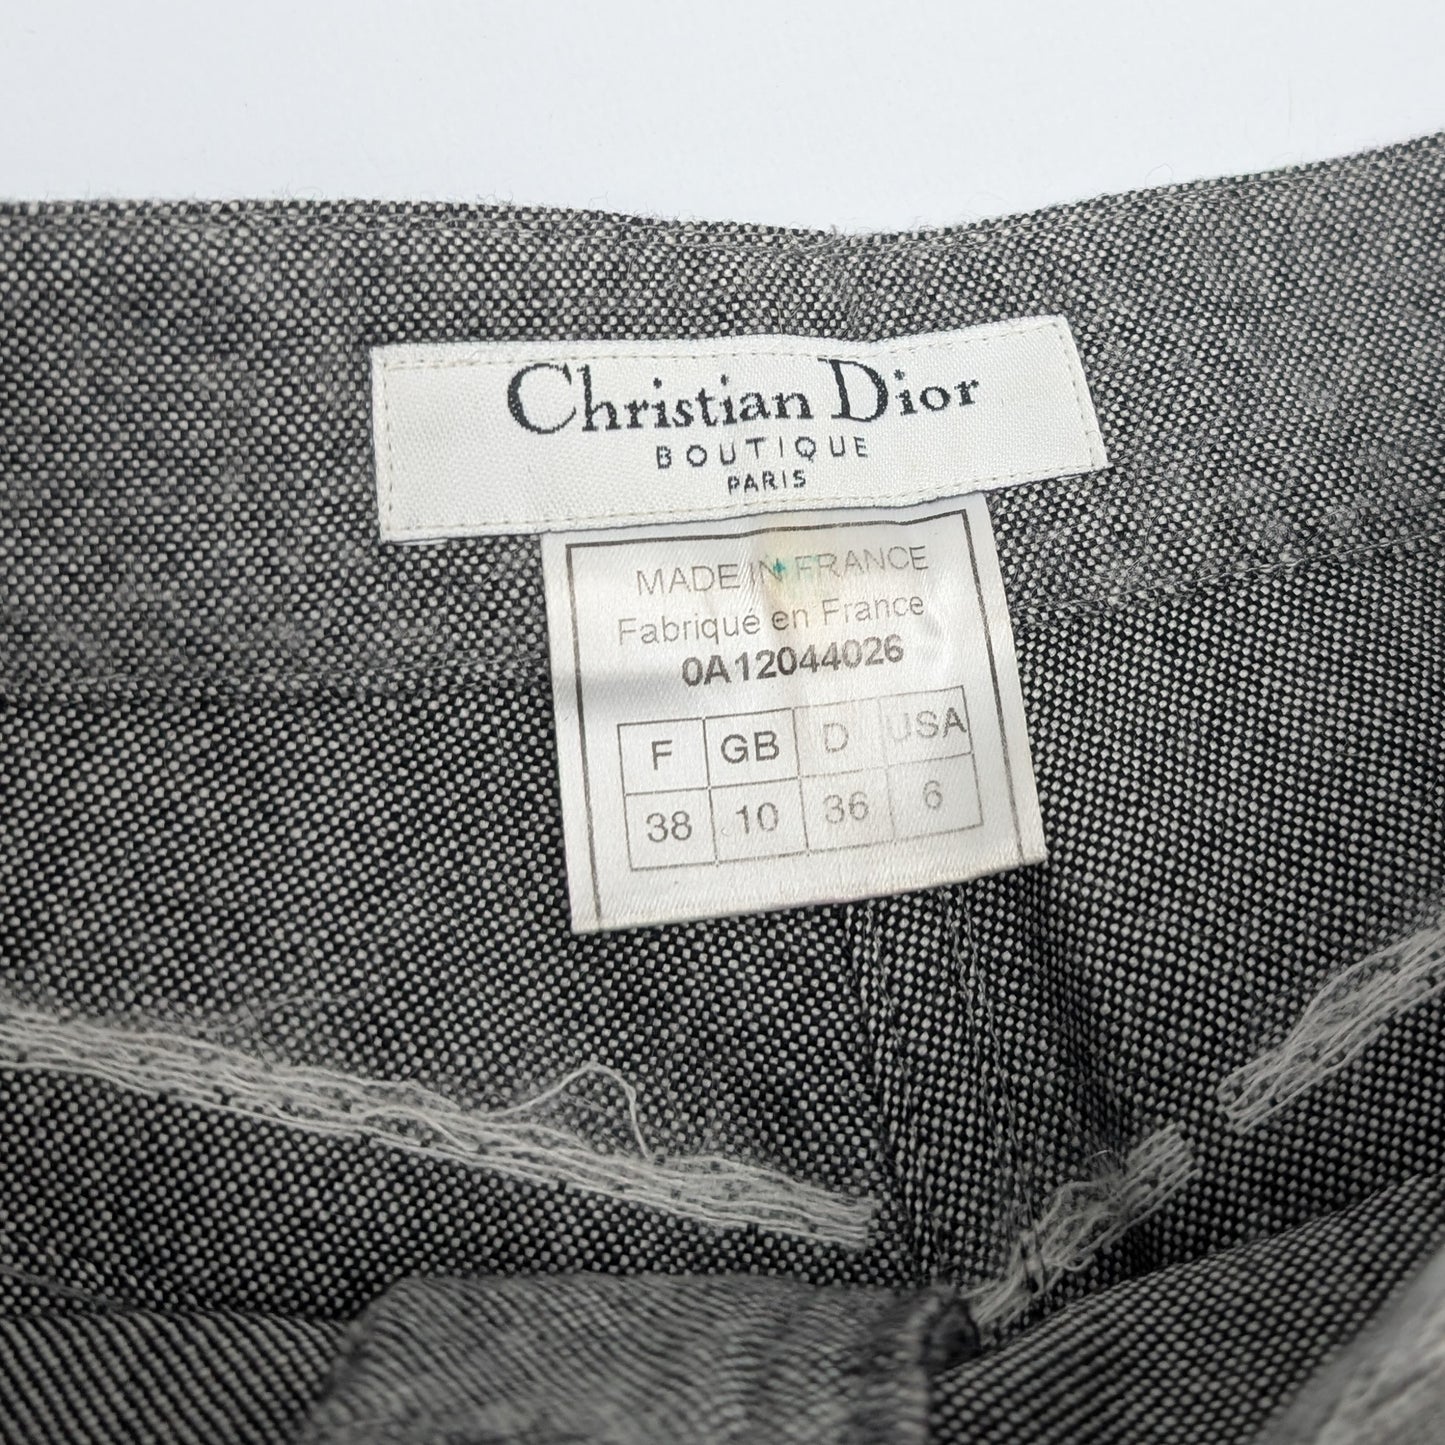 Christian Dior
BOUTIQUE
PARIS
MADE IN FRANCE
Fabriqué en France
0A12044026
F GB D USA
38 10 36 6